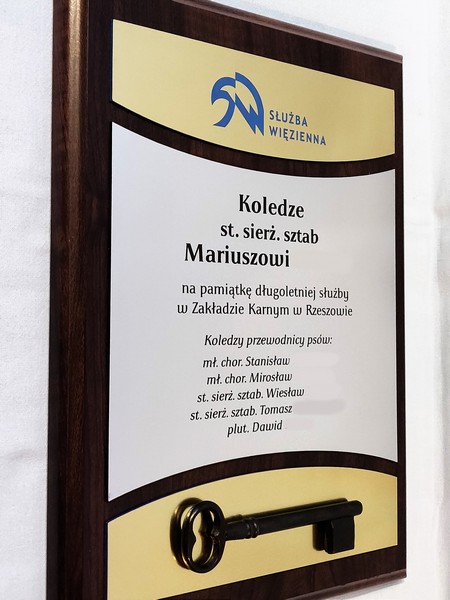 SŁUŻBA
WIĘZIENNA
Koledze
st. sierż. sztab
Mariuszowi
na pamiątkę długoletniej służby
w Zakładzie Karnym w Rzeszowie
Koledzy przewodnicy psów:
mł. chor. Stanisław
mł. chor. Mirosław
st. sierż. sztab. Wiesław
st. sierż. sztab. Tomasz
plut. Dawid